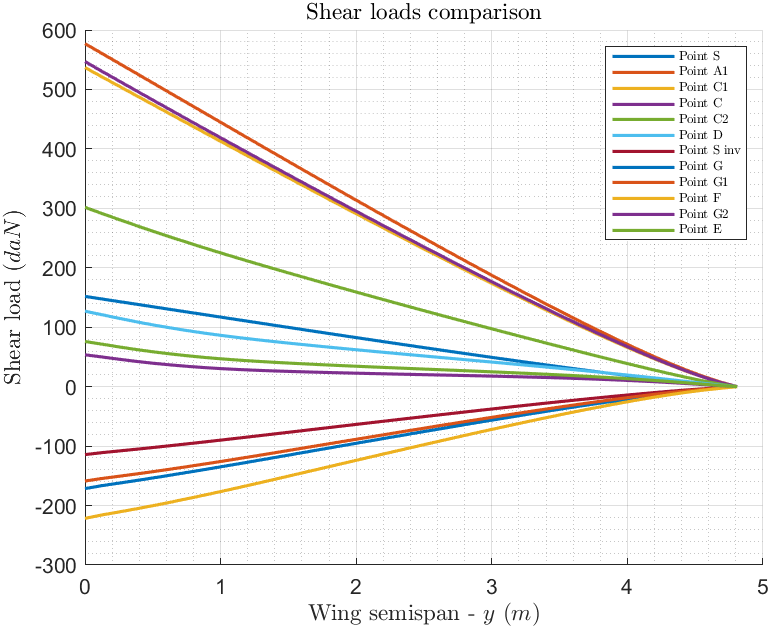 Shear loads comparison
600
500
400
300
200
100
0
-100
-200
-300
Shear load (daN)
Point S
Point A1
Point C1
Point C
Point C2
Point D
Point S inv
Point G
Point G1
Point F
Point G2
Point E
0
1
2
3
4
5
Wing semispan - y (m)